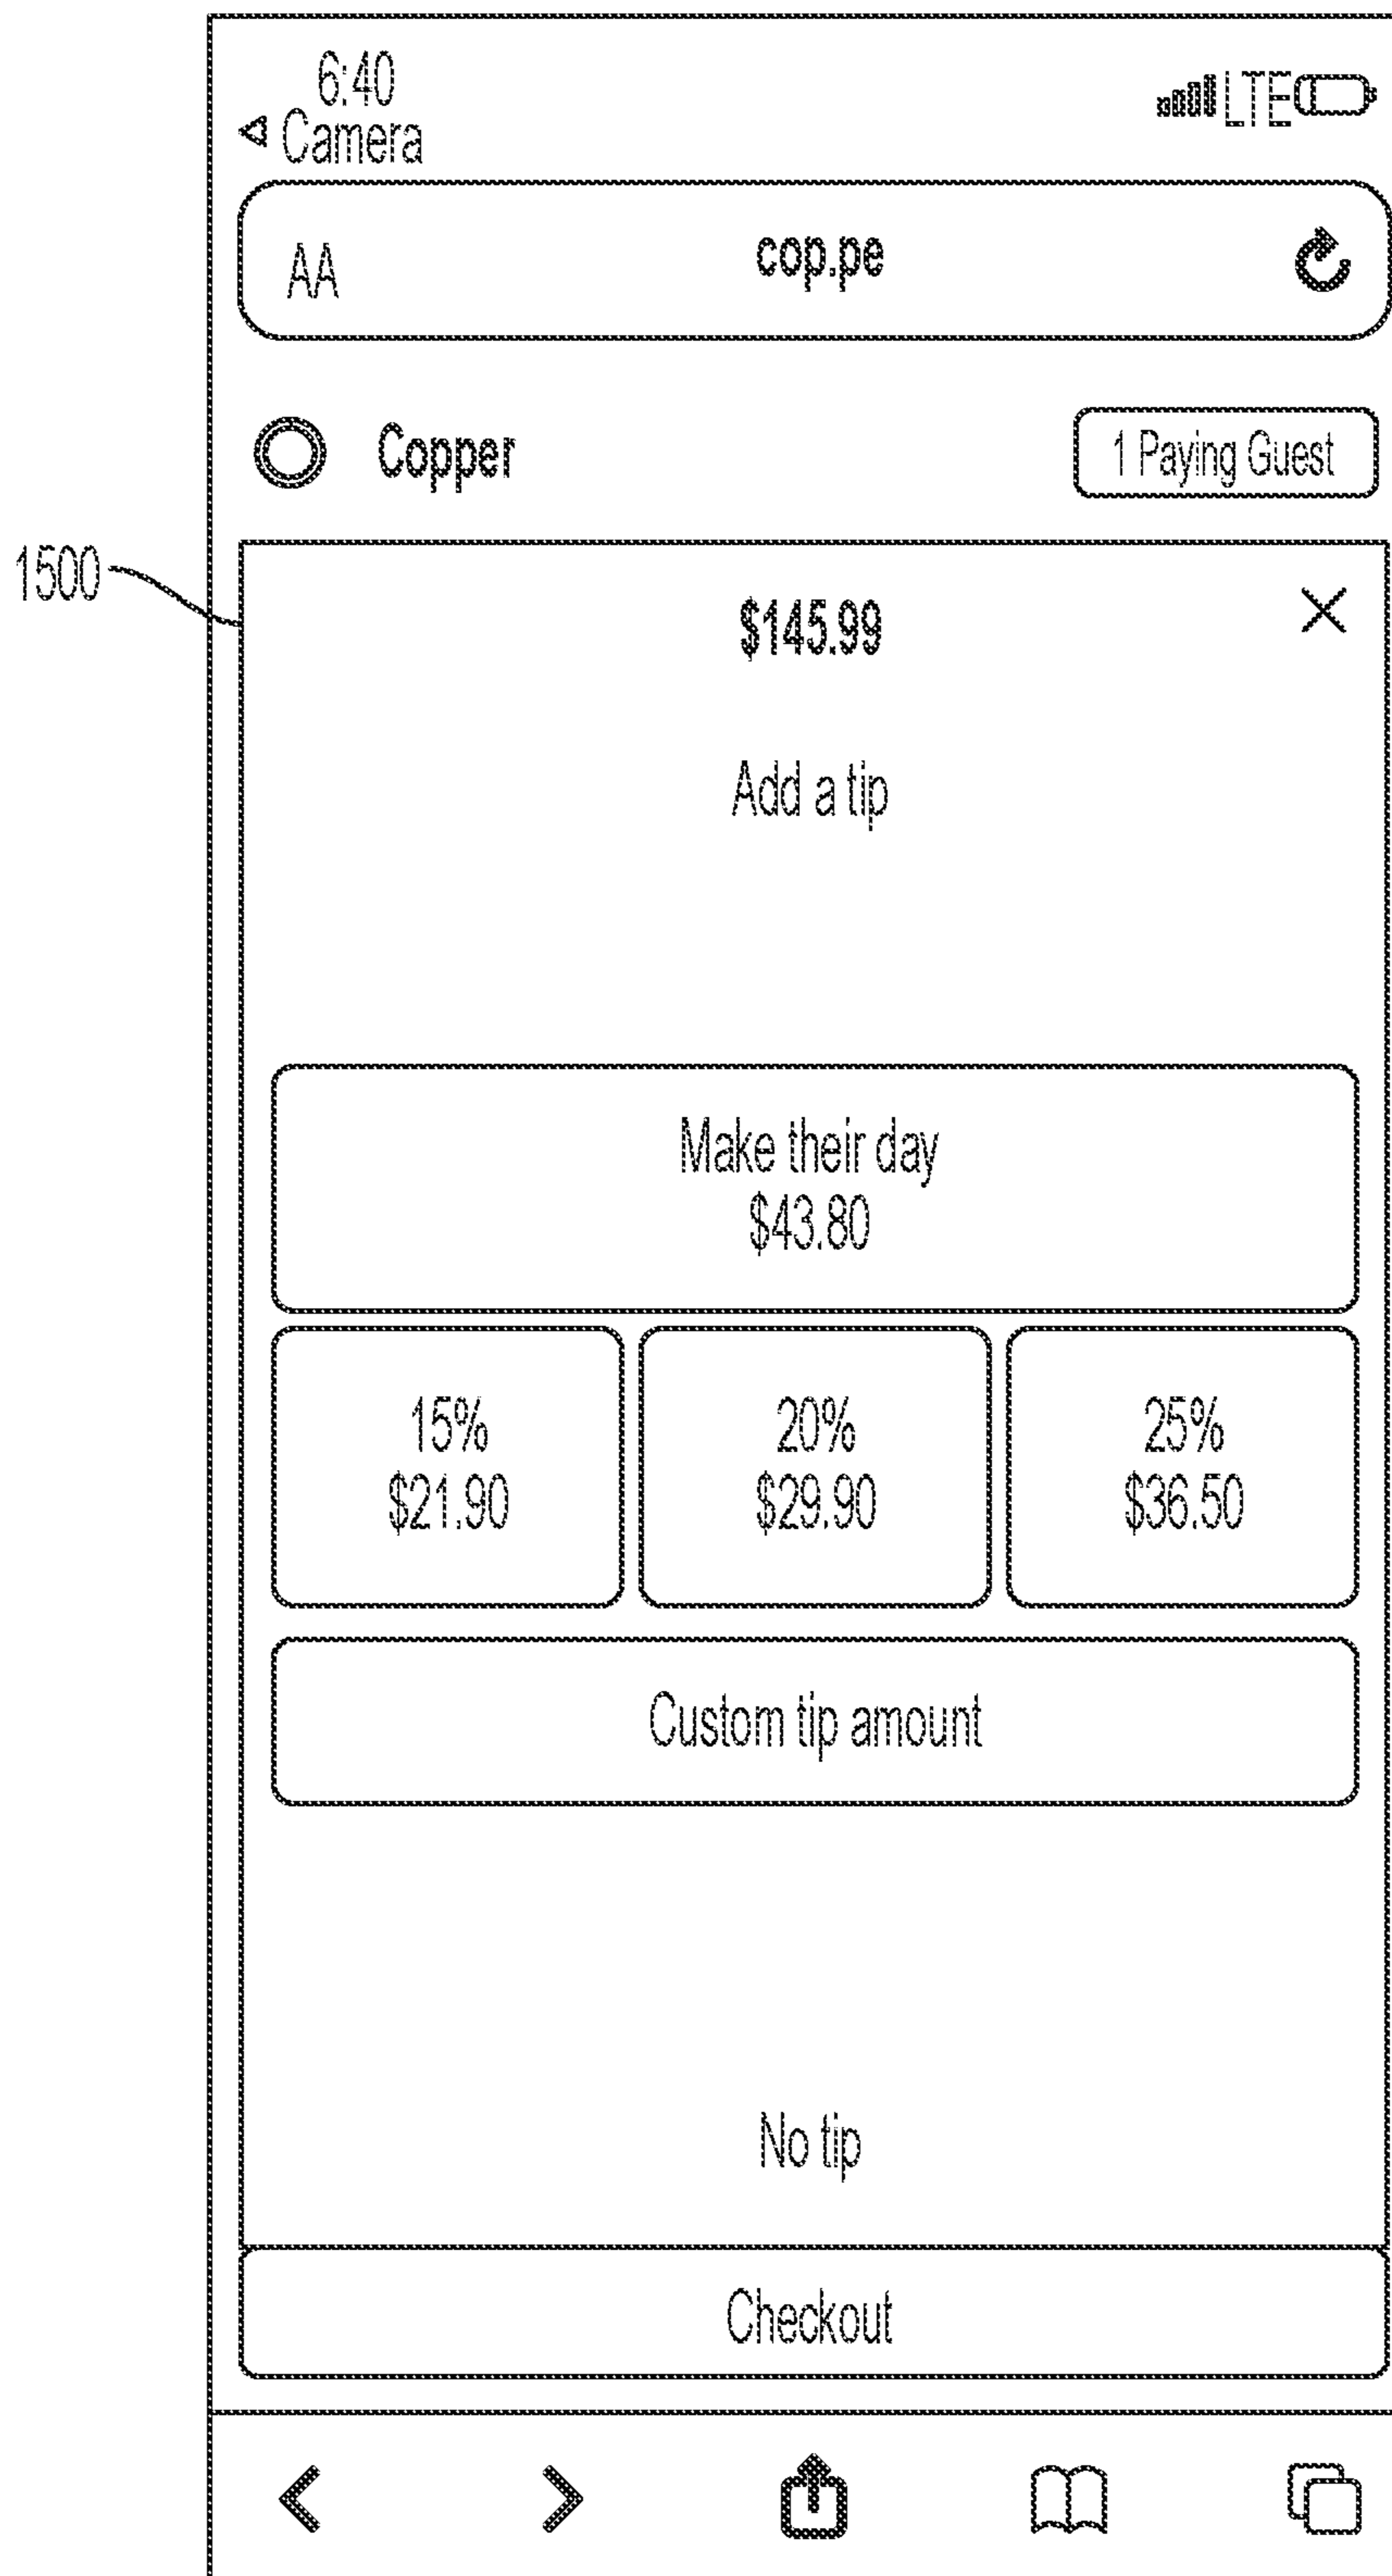 6:40
Camera
LTE
AA
cop.pe
Copper
1 Paying Guest
1500
$145.99
Add a tip
Make their day
$43.80
15%
$21.90
20%
$29.90
25%
$36.50
Custom tip amount
No tip
Checkout